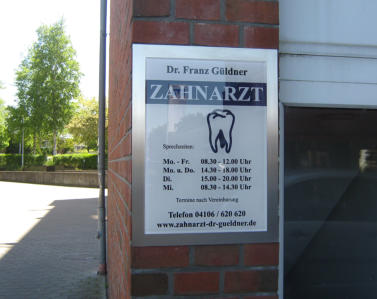 Dr. Franz Güldner
ZAHNARZT
Sprechzeiten:
Mo. - Fr. 08.30 - 12.00 Uhr
Mo. u. Do. 14.30 - 18.00 Uhr
Di. 15.00 - 20.00 Uhr
Mi. 08.30 - 14.30 Uhr
Termine nach Vereinbarung
Telefon 04106 / 620 620
www.zahnarzt-dr-gueldner.de